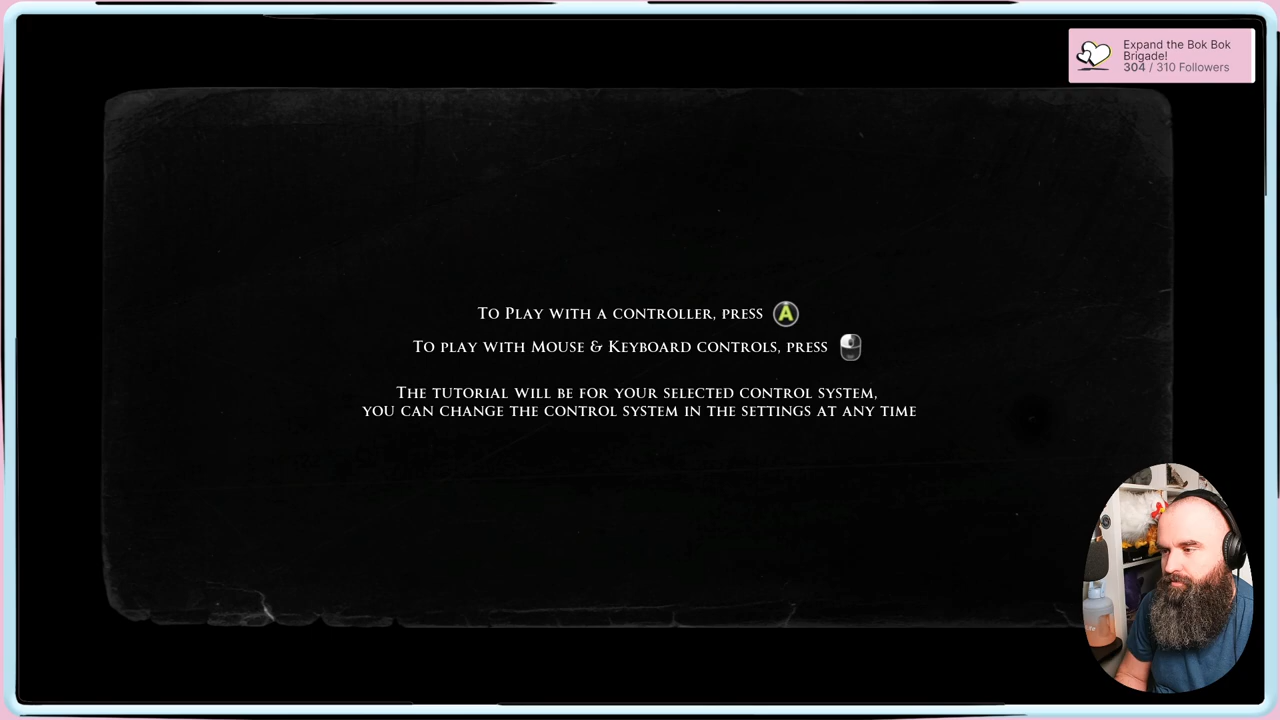 Expand the Bok Bok
Brigade!
304 / 310 Followers
To Play with a controller, press A
To play with Mouse & Keyboard controls, press
The tutorial will be for your selected control system,
you can change the control system in the settings at any time